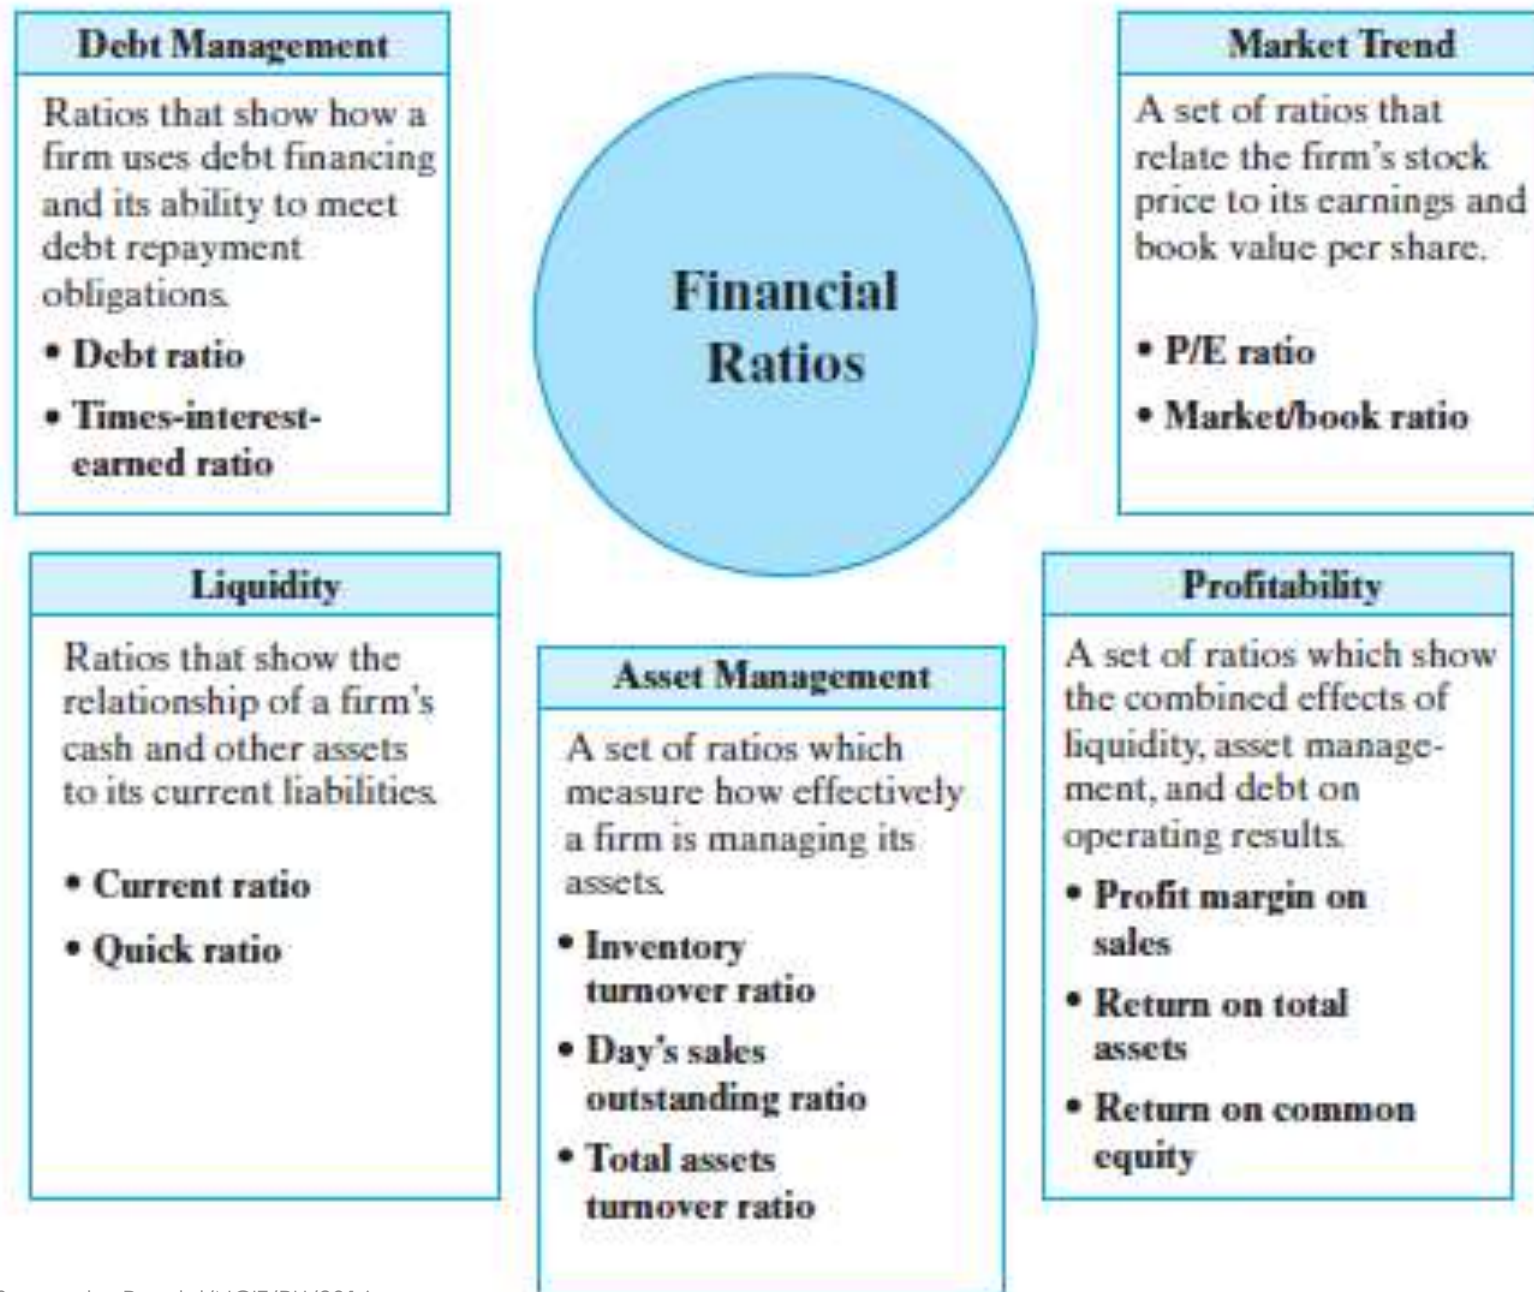 Debt Management
Ratios that show how a
firm uses debt financing
and its ability to meet
debt repayment
obligations.
• Debt ratio
• Times-interest-
earned ratio
Financial
Ratios
Market Trend
A set of ratios that
relate the firm's stock
price to its earnings and
book value per share.
• P/E ratio
• Market/book ratio
Liquidity
Ratios that show the
relationship of a firm's
cash and other assets
to its current liabilities.
• Current ratio
• Quick ratio
Asset Management
A set of ratios which
measure how effectively
a firm is managing its
assets.
• Inventory
turnover ratio
• Day's sales
outstanding ratio
• Total assets
turnover ratio
Profitability
A set of ratios which show
the combined effects of
liquidity, asset manage-
ment, and debt on
operating results.
• Profit margin on
sales
• Return on total
assets
• Return on common
equity